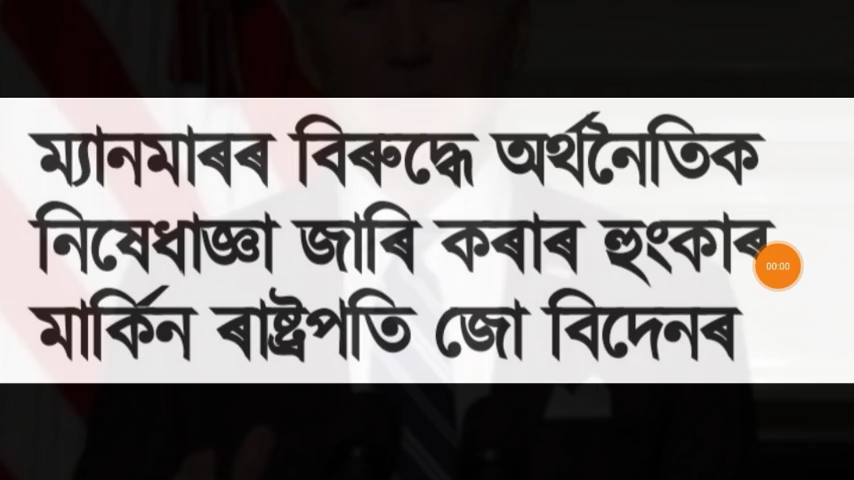 ম্যানমাৰৰ বিৰুদ্ধে অৰ্থনৈতিক
নিষেধাজ্ঞা জাৰি কৰাৰ হুংকাৰ
00:00
মাৰ্কিন ৰাষ্ট্ৰপতি জো বিদেনৰ